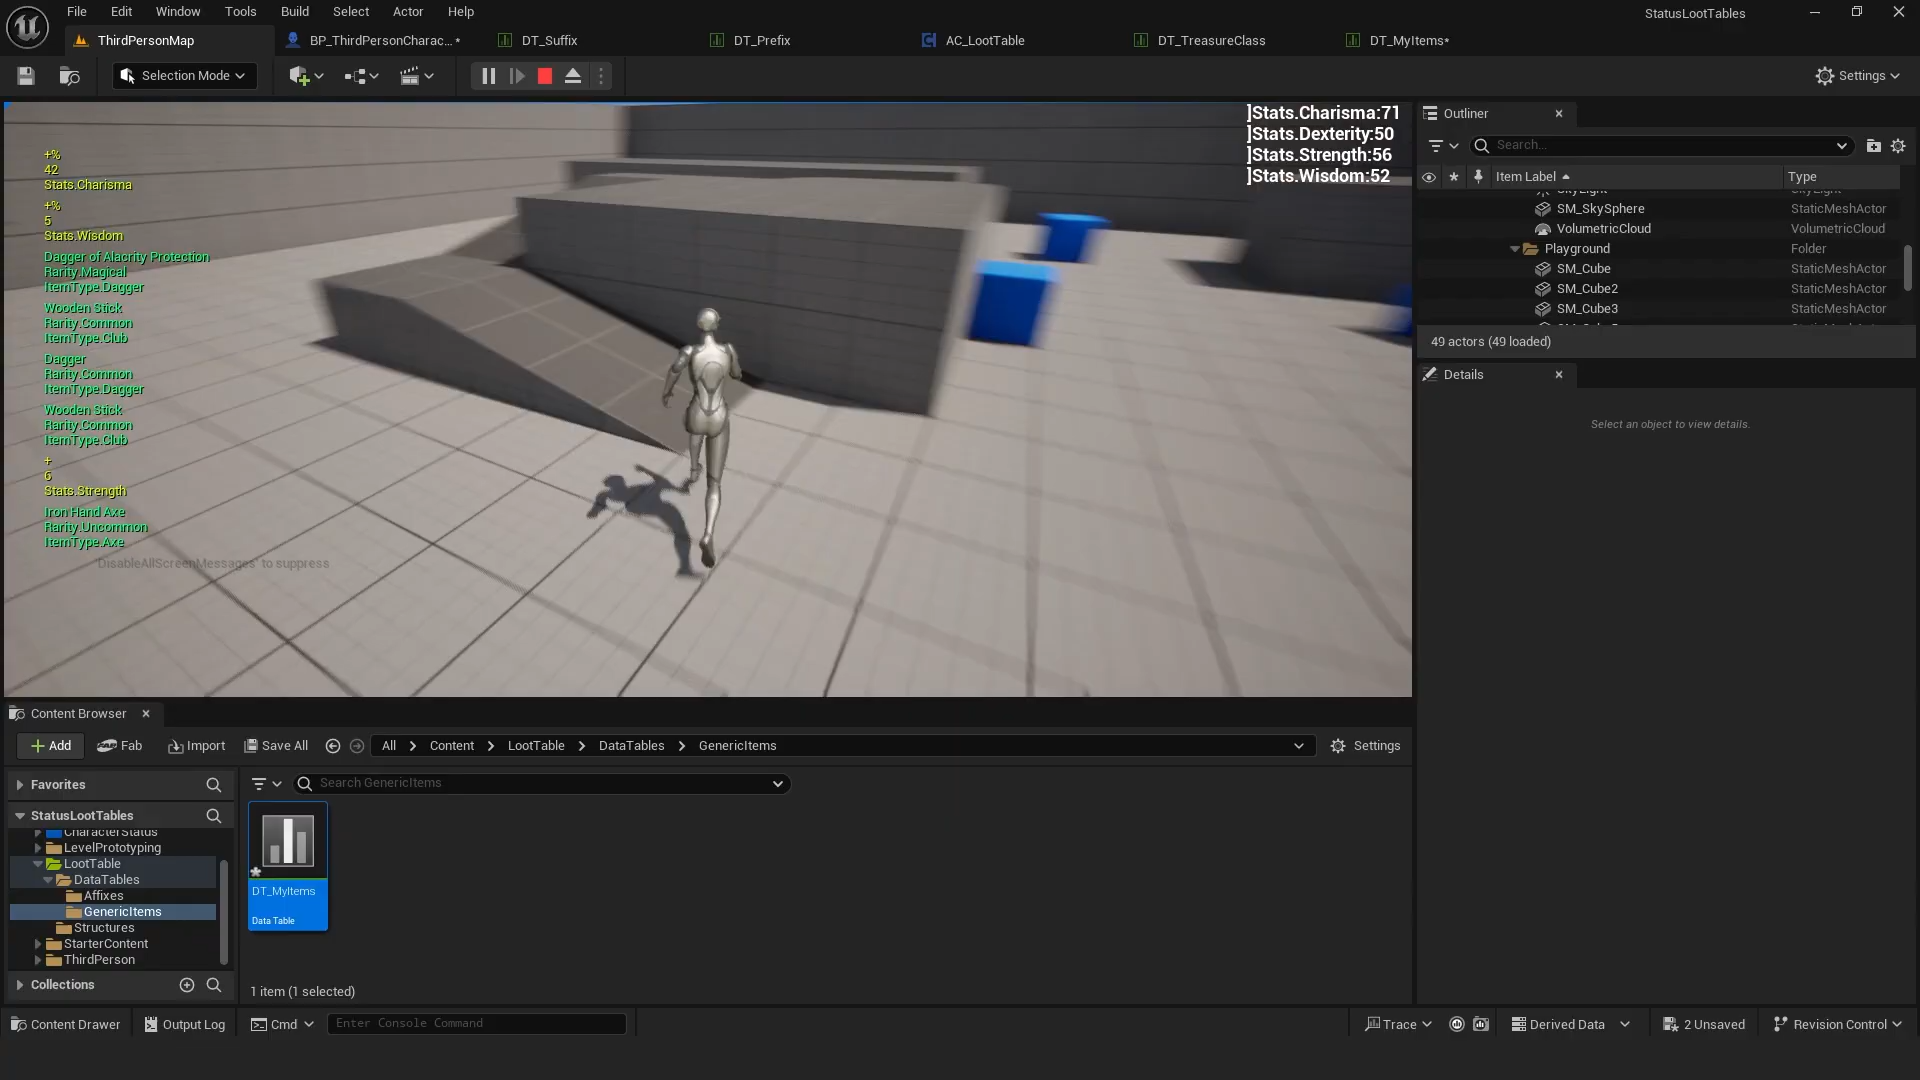 File Edit Window Tools Build Select Actor Help
StatusLootTables
ThirdPersonMap
BP_ThirdPersonCharac...*
DT_Suffix
DT_Prefix
AC_LootTable
DT_TreasureClass
DT_MyItems*
Selection Mode
Settings
]Stats.Charisma:71
]Stats.Dexterity:50
]Stats.Strength:56
]Stats.Wisdom:52
+%
42
Stats.Charisma
+%
5
Stats.Wisdom
Dagger of Alacrity Protection
Rarity.Magical
ItemType.Dagger
Wooden Stick
Rarity.Common
ItemType.Club
Dagger
Rarity.Common
ItemType.Dagger
Wooden Stick
Rarity.Common
ItemType.Club
+
6
Stats.Strength
Iron Hand Axe
Rarity.Uncommon
ItemType.Axe
'DisableAllScreenMessages' to suppress
Outliner
Search...
Item Label Type
SkyLight SkyLight
SM_SkySphere StaticMeshActor
VolumetricCloud VolumetricCloud
Playground Folder
SM_Cube StaticMeshActor
SM_Cube2 StaticMeshActor
SM_Cube3 StaticMeshActor
49 actors (49 loaded)
Details
Select an object to view details.
Content Browser
Add Fab Import Save All
All > Content > LootTable > DataTables > GenericItems
Settings
Favorites
Search GenericItems
StatusLootTables
CharacterStatus
LevelPrototyping
LootTable
DataTables
Affixes
GenericItems
Structures
StarterContent
ThirdPerson
Collections
DT_MyItems
Data Table
1 item (1 selected)
Content Drawer
Output Log
Cmd
Enter Console Command
Trace
Derived Data
2 Unsaved
Revision Control